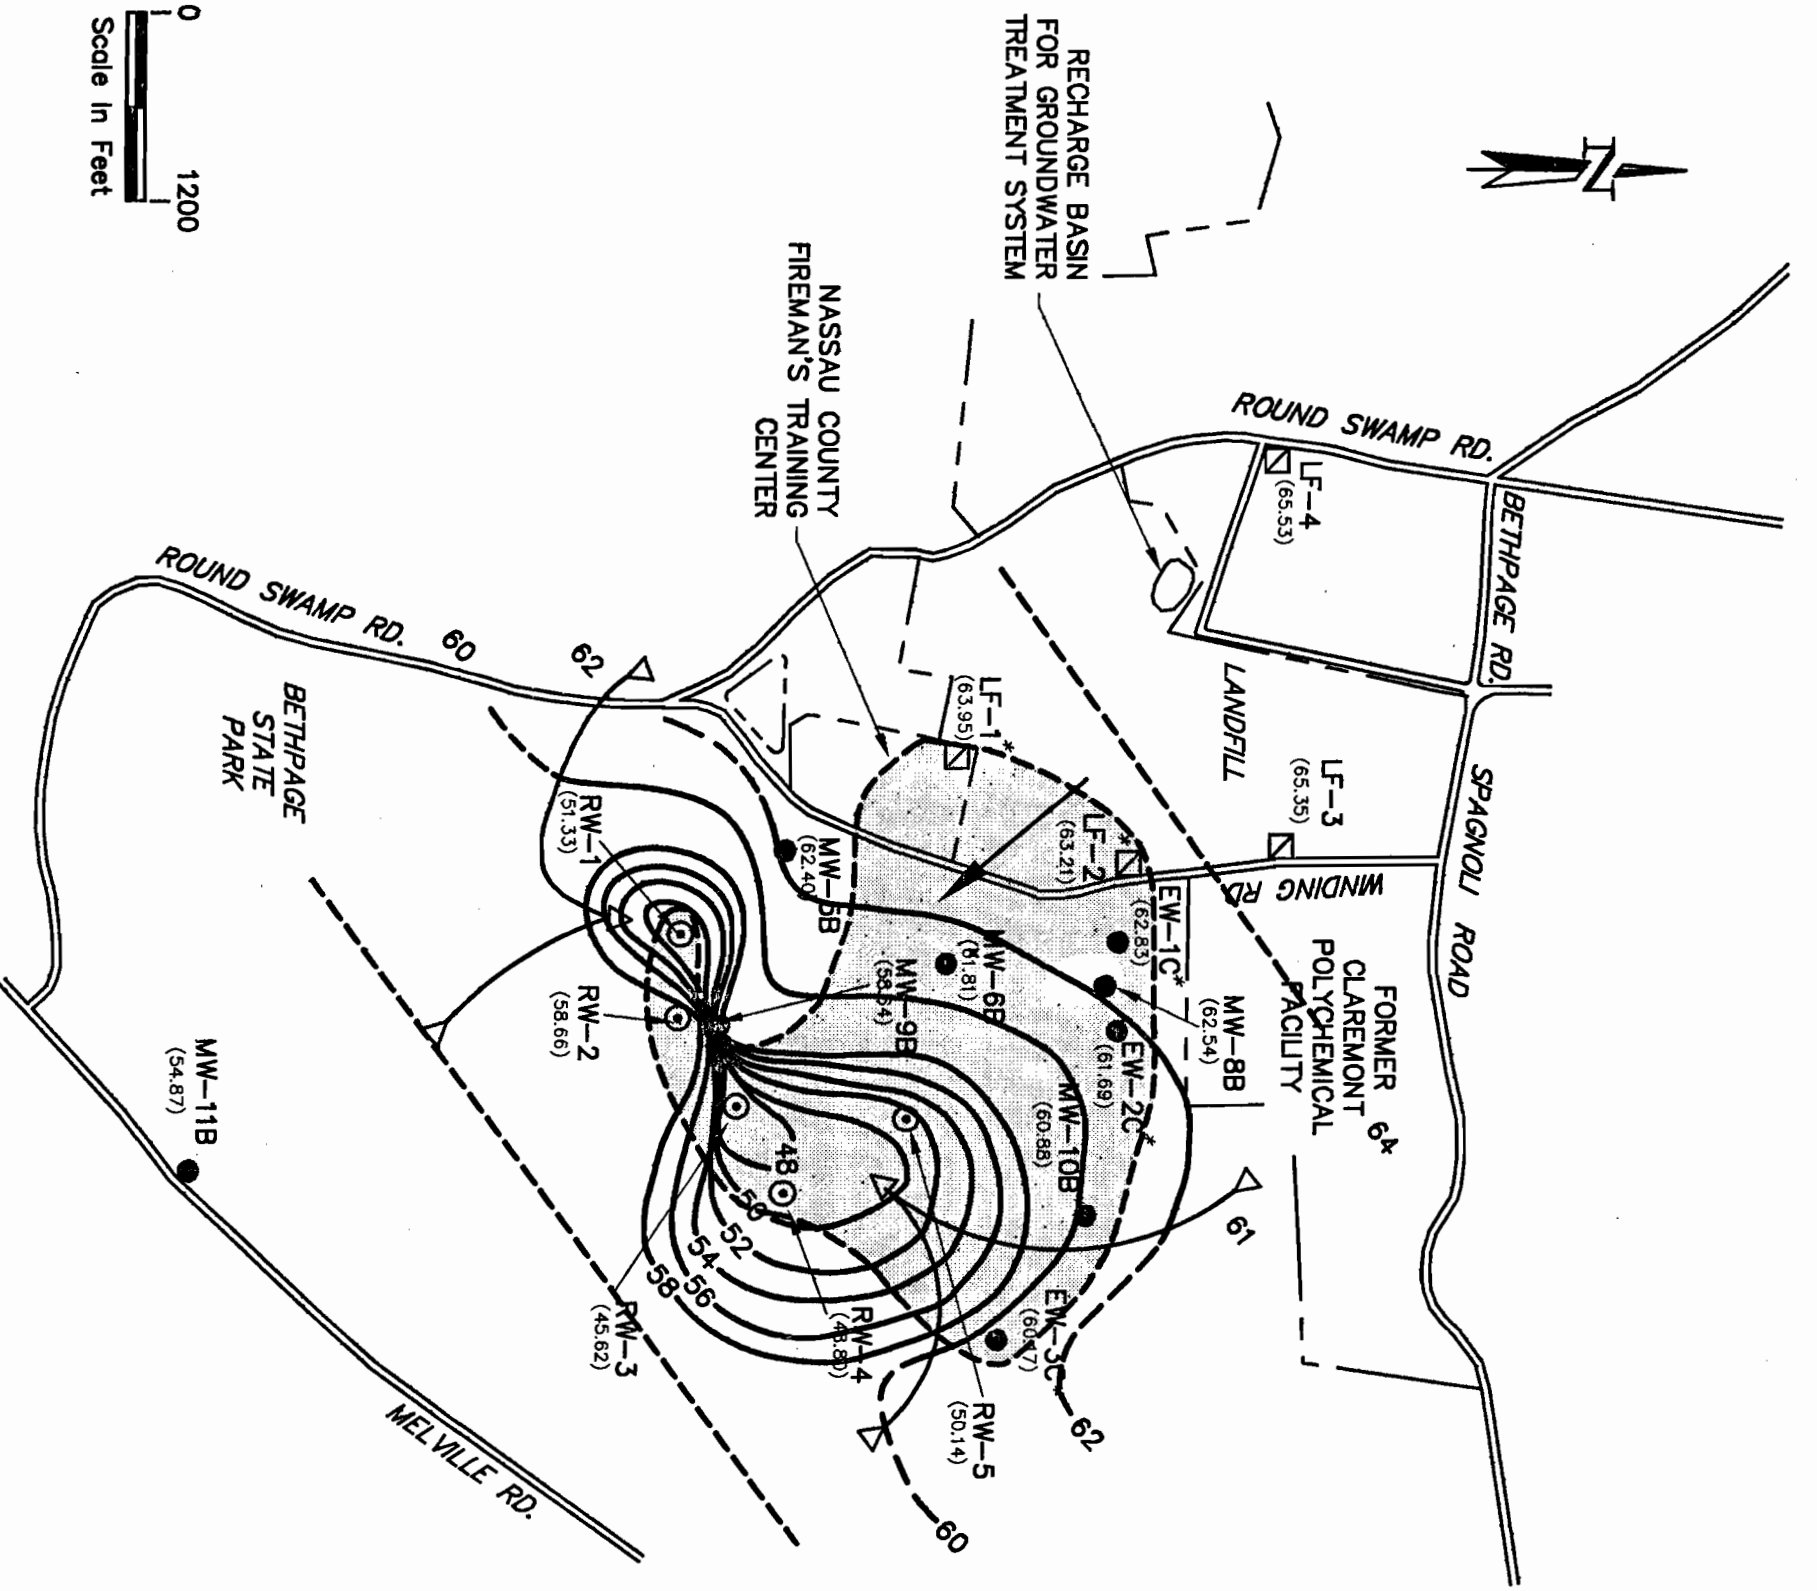 N
0
1200
Scale In Feet
RECHARGE BASIN
FOR GROUNDWATER
TREATMENT SYSTEM
NASSAU COUNTY
FIREMAN'S TRAINING
CENTER
ROUND SWAMP RD.
BETHPAGE RD.
LF-4
(65.53)
LANDFILL
LF-3
(65.35)
SPAGNOLI ROAD
WINDING RD
FORMER
CLAREMONT
POLYCHEMICAL
FACILITY
64*
LF-1*
(63.95)
LF-2
*
(63.21)
EW-1C*
(62.83)
MW-8B
(62.54)
EW-2C*
(61.69)
MW-10B
(60.88)
EW-3C*
(60.17)
MW-6B
(61.81)
MW-5B
(62.40)
MW-9B
(58.54)
ROUND SWAMP RD.
60
62
BETHPAGE
STATE
PARK
RW-1
(51.33)
RW-2
(58.66)
RW-3
(45.62)
RW-4
(48.80)
RW-5
(50.14)
48
50
52
54
56
58
61
62
60
MW-11B
(54.87)
MELVILLE RD.